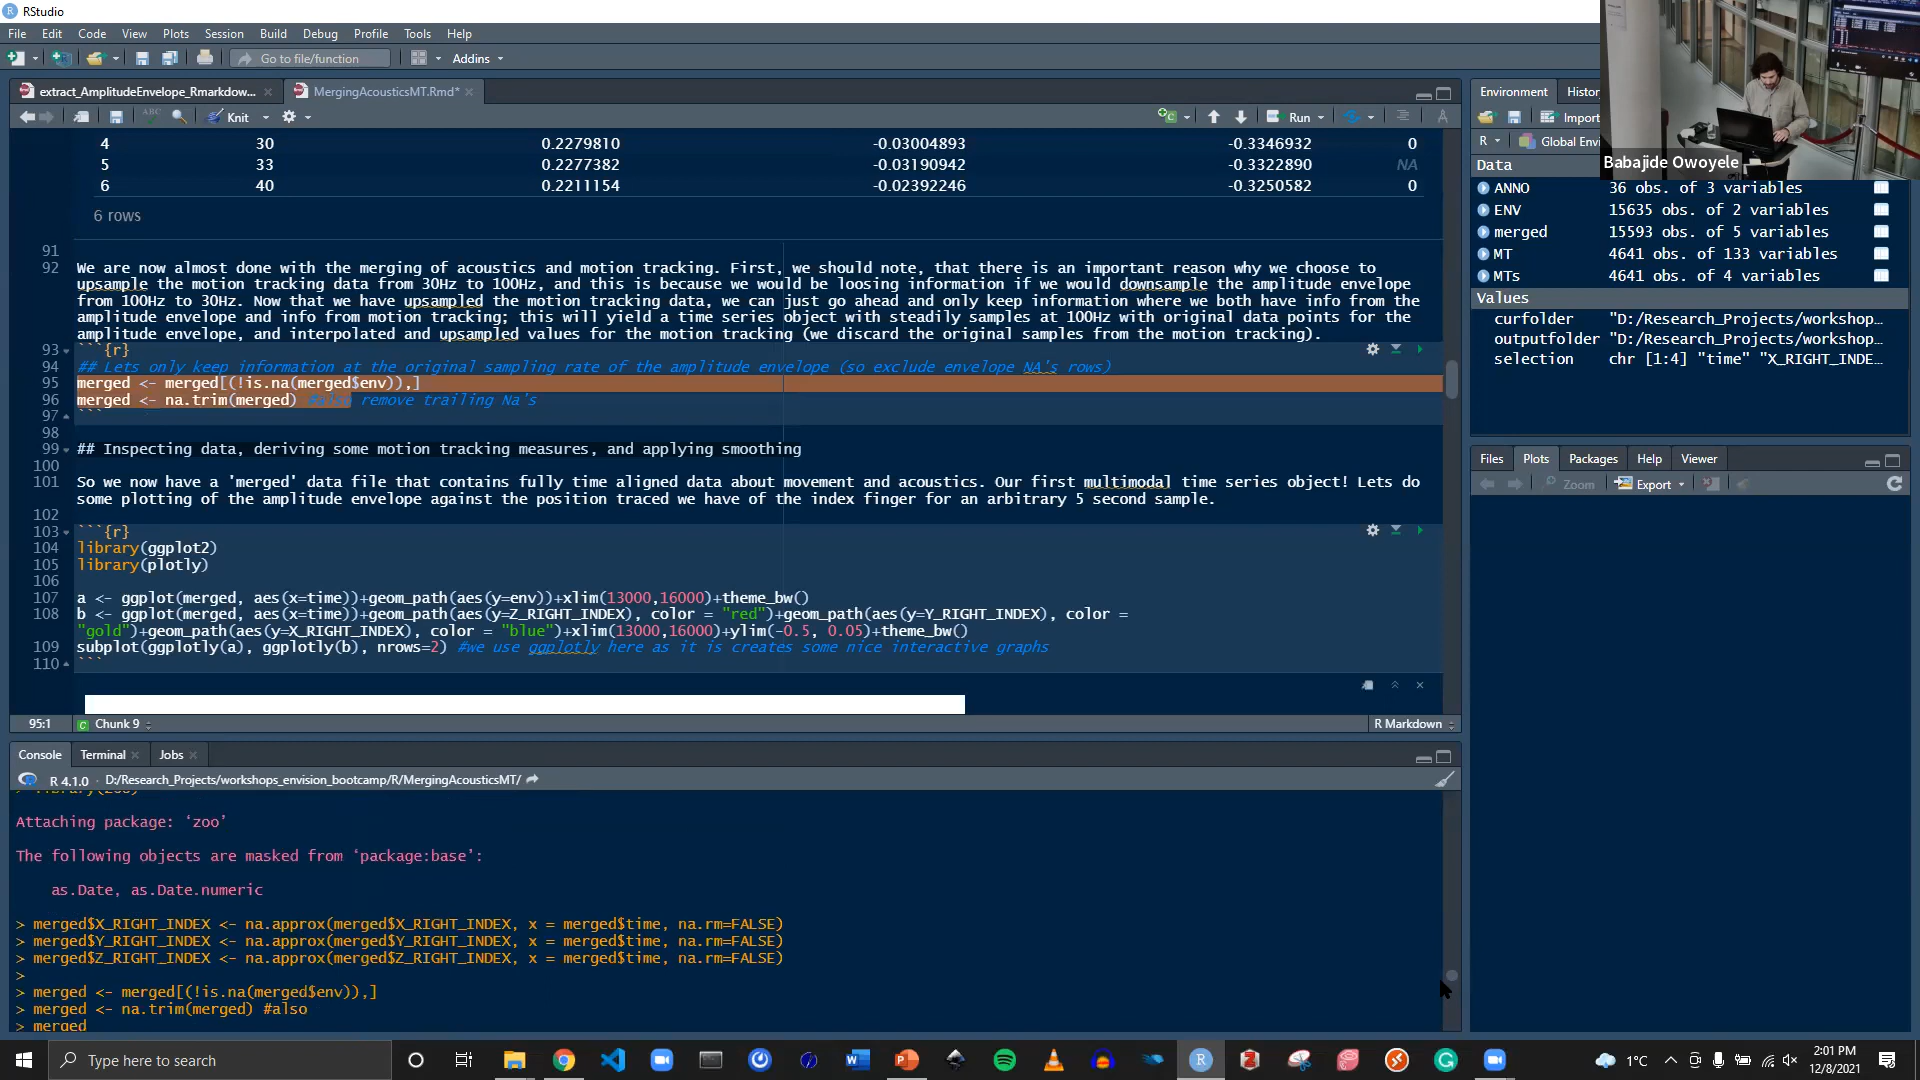 RStudio
File Edit Code View Plots Session Build Debug Profile Tools Help
Go to file/function Addins
extract_AmplitudeEnvelope_Rmarkdow... MergingAcousticsMT.Rmd*
Knit Run
4 30 0.2279810 -0.03004893 -0.3346932 0
5 33 0.2277382 -0.03190942 -0.3322890 NA
6 40 0.2211154 -0.02392246 -0.3250582 0
6 rows
91
92 We are now almost done with the merging of acoustics and motion tracking. First, we should note, that there is an important reason why we choose to
upsample the motion tracking data from 30Hz to 100Hz, and this is because we would be loosing information if we would downsample the amplitude envelope
from 100Hz to 30Hz. Now that we have upsampled the motion tracking data, we can just go ahead and only keep information where we both have info from the
amplitude envelope and info from motion tracking; this will yield a time series object with steadily samples at 100Hz with original data points for the
amplitude envelope, and interpolated and upsampled values for the motion tracking (we discard the original samples from the motion tracking).
93 ```{r}
94 ## Lets only keep information at the original sampling rate of the amplitude envelope (so exclude envelope NA's rows)
95 merged <- merged[(!is.na(merged$env)),]
96 merged <- na.trim(merged) #also remove trailing Na's
97 ```
98
99 ## Inspecting data, deriving some motion tracking measures, and applying smoothing
100
101 So we now have a 'merged' data file that contains fully time aligned data about movement and acoustics. Our first multimodal time series object! Lets do
some plotting of the amplitude envelope against the position traced we have of the index finger for an arbitrary 5 second sample.
102
103 ```{r}
104 library(ggplot2)
105 library(plotly)
106
107 a <- ggplot(merged, aes(x=time))+geom_path(aes(y=env))+xlim(13000,16000)+theme_bw()
108 b <- ggplot(merged, aes(x=time))+geom_path(aes(y=Z_RIGHT_INDEX), color = "red")+geom_path(aes(y=Y_RIGHT_INDEX), color =
"gold")+geom_path(aes(y=X_RIGHT_INDEX), color = "blue")+xlim(13000,16000)+ylim(-0.5, 0.05)+theme_bw()
109 subplot(ggplotly(a), ggplotly(b), nrows=2) #we use ggplotly here as it is creates some nice interactive graphs
110 ```
95:1 Chunk 9 R Markdown
Console Terminal Jobs
R 4.1.0 · D:/Research_Projects/workshops_envision_bootcamp/R/MergingAcousticsMT/
> library(zoo)
Attaching package: ‘zoo’
The following objects are masked from ‘package:base’:
as.Date, as.Date.numeric
> merged$X_RIGHT_INDEX <- na.approx(merged$X_RIGHT_INDEX, x = merged$time, na.rm=FALSE)
> merged$Y_RIGHT_INDEX <- na.approx(merged$Y_RIGHT_INDEX, x = merged$time, na.rm=FALSE)
> merged$Z_RIGHT_INDEX <- na.approx(merged$Z_RIGHT_INDEX, x = merged$time, na.rm=FALSE)
>
> merged <- merged[(!is.na(merged$env)),]
> merged <- na.trim(merged) #also
> merged
Environment Histor
Import
R Global Envi
Babajide Owoyele
Data
ANNO 36 obs. of 3 variables
ENV 15635 obs. of 2 variables
merged 15593 obs. of 5 variables
MT 4641 obs. of 133 variables
MTs 4641 obs. of 4 variables
Values
curfolder "D:/Research_Projects/workshop…
outputfolder "D:/Research_Projects/workshop…
selection chr [1:4] "time" "X_RIGHT_INDE…
Files Plots Packages Help Viewer
Zoom Export
Type here to search
1°C
2:01 PM
12/8/2021